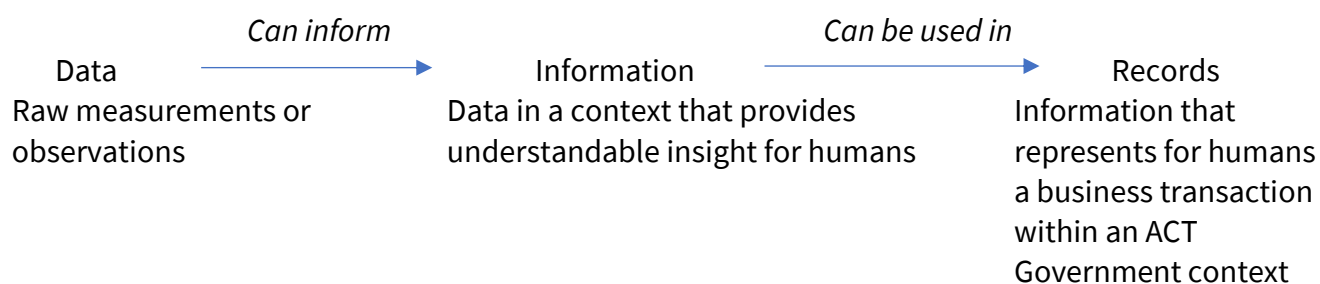 Can inform
Can be used in
Data
Information
Records
Raw measurements or
observations
Data in a context that provides
understandable insight for humans
Information that
represents for humans
a business transaction
within an ACT
Government context